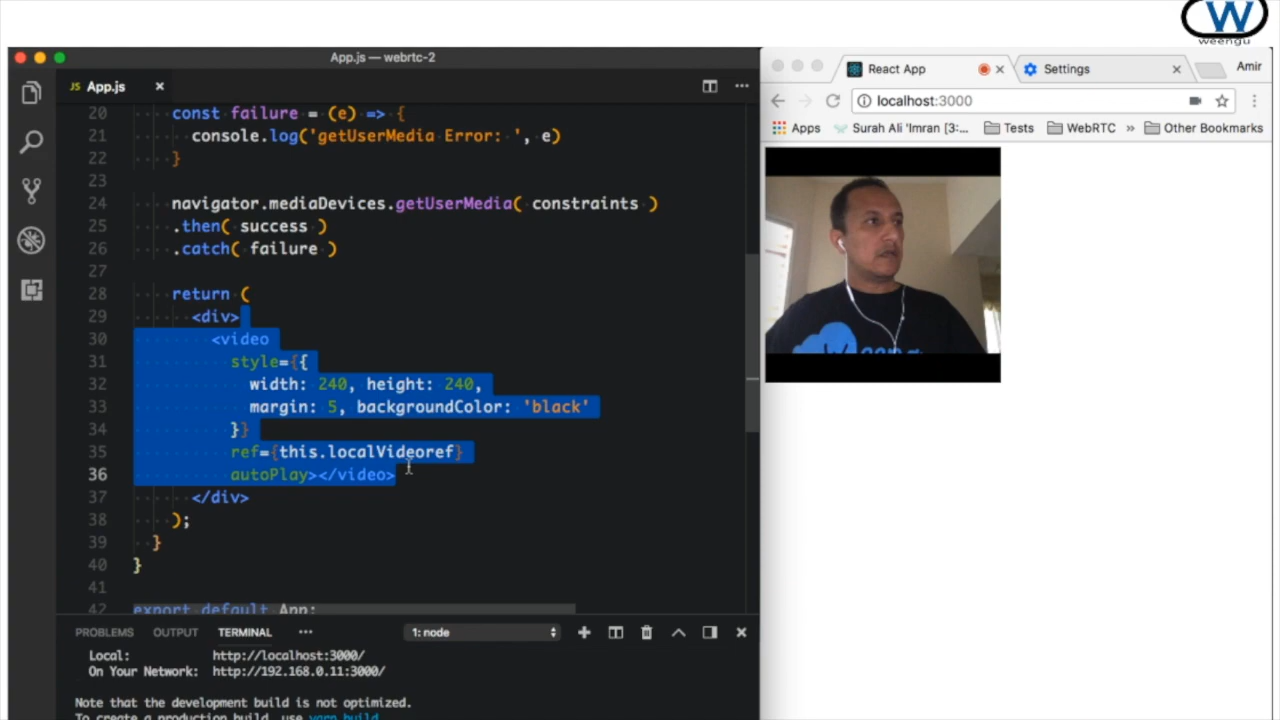 W
weengu
App.js — webrtc-2
JS App.js ×
20 const failure = (e) => {
21 console.log('getUserMedia Error: ', e)
22 }
23
24 navigator.mediaDevices.getUserMedia( constraints )
25 .then( success )
26 .catch( failure )
27
28 return (
29 <div>
30 <video
31 style={{
32 width: 240, height: 240,
33 margin: 5, backgroundColor: 'black'
34 }}
35 ref={this.localVideoref}
36 autoPlay></video>
37 </div>
38 );
39 }
40 }
41
42 export default App;
PROBLEMS OUTPUT TERMINAL ••• 1: node
Local: http://localhost:3000/
On Your Network: http://192.168.0.11:3000/
Note that the development build is not optimized.
To create a production build, use yarn build
React App × Settings × Amir
localhost:3000
Apps Surah Ali 'Imran [3:... Tests WebRTC » Other Bookmarks